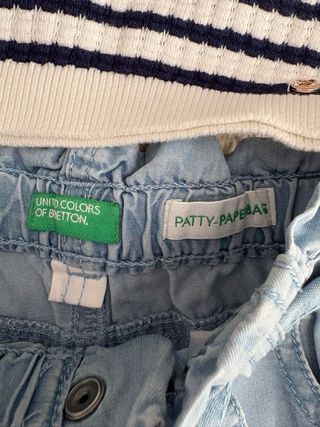 UNITED COLORS
OF BENETTON.
PATTY-PAPERBAG